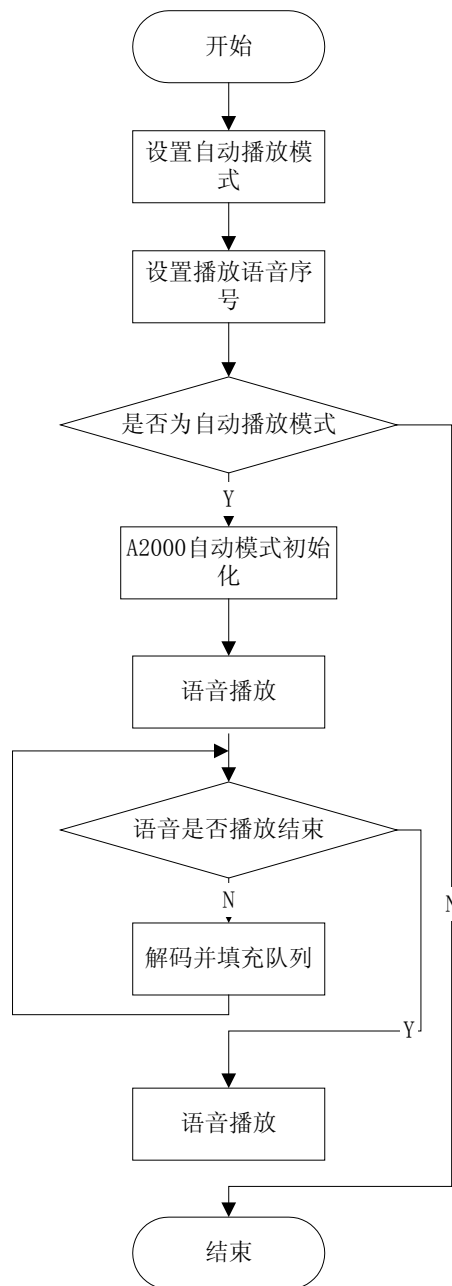 开始
设置自动播放模
式
设置播放语音序
号
是否为自动播放模式
Y
A2000自动模式初始
化
语音播放
语音是否播放结束
N
N
解码并填充队列
Y
语音播放
结束